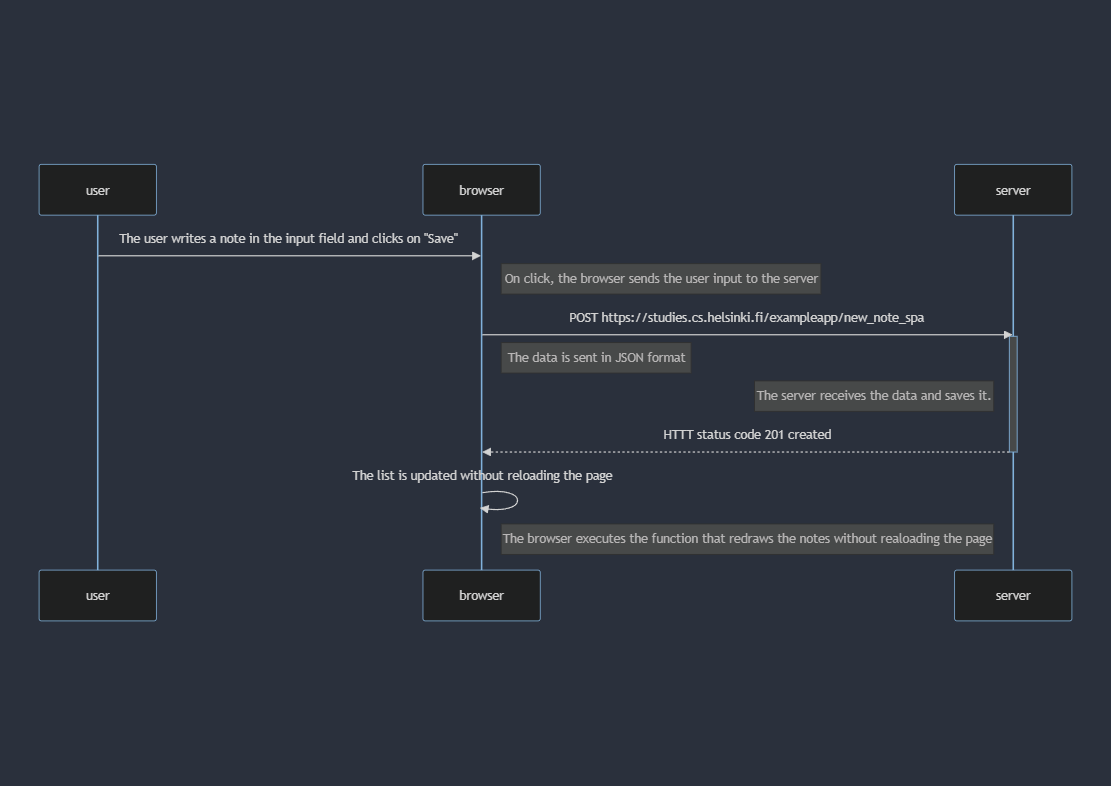 user
browser
server
The user writes a note in the input field and clicks on "Save"
On click, the browser sends the user input to the server
POST https://studies.cs.helsinki.fi/exampleapp/new_note_spa
The data is sent in JSON format
The server receives the data and saves it.
HTTT status code 201 created
The list is updated without reloading the page
The browser executes the function that redraws the notes without realoading the page
user
browser
server